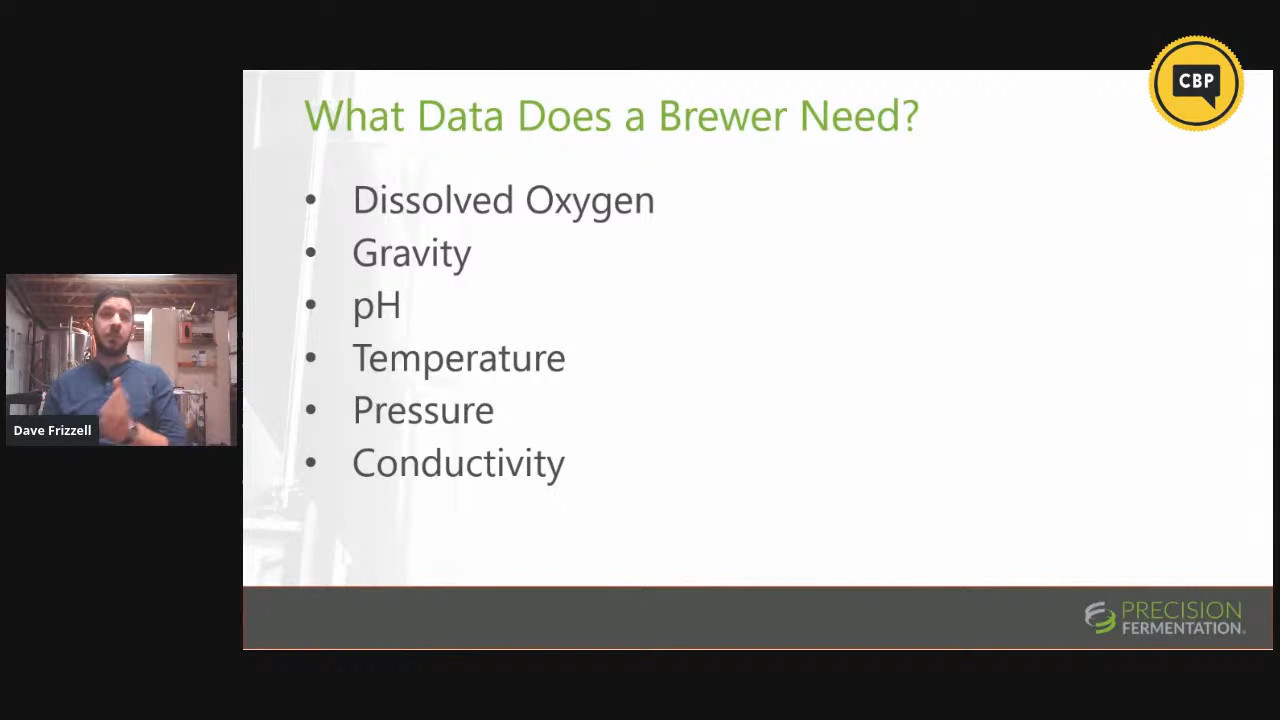 CBP
What Data Does a Brewer Need?
• Dissolved Oxygen
• Gravity
• pH
• Temperature
• Pressure
• Conductivity
Dave Frizzell
PRECISION
FERMENTATION®